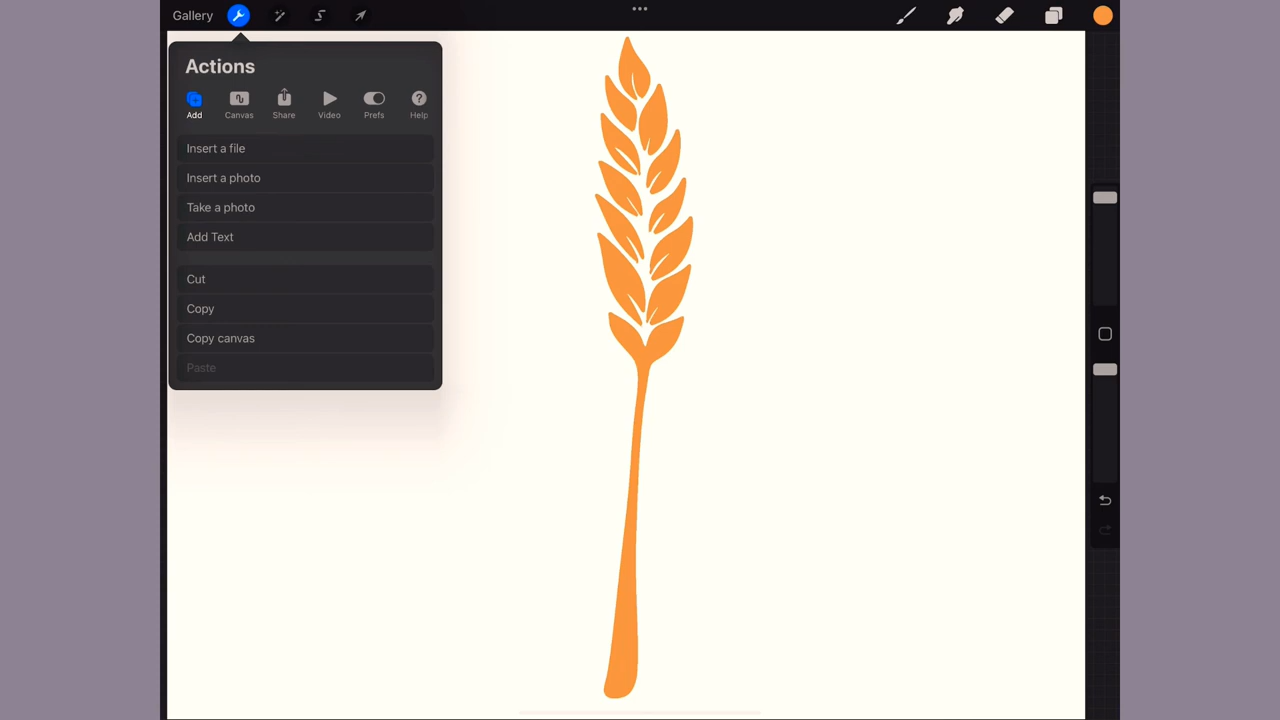 Gallery
Actions
Add Canvas Share Video Prefs Help
Insert a file
Insert a photo
Take a photo
Add Text
Cut
Copy
Copy canvas
Paste